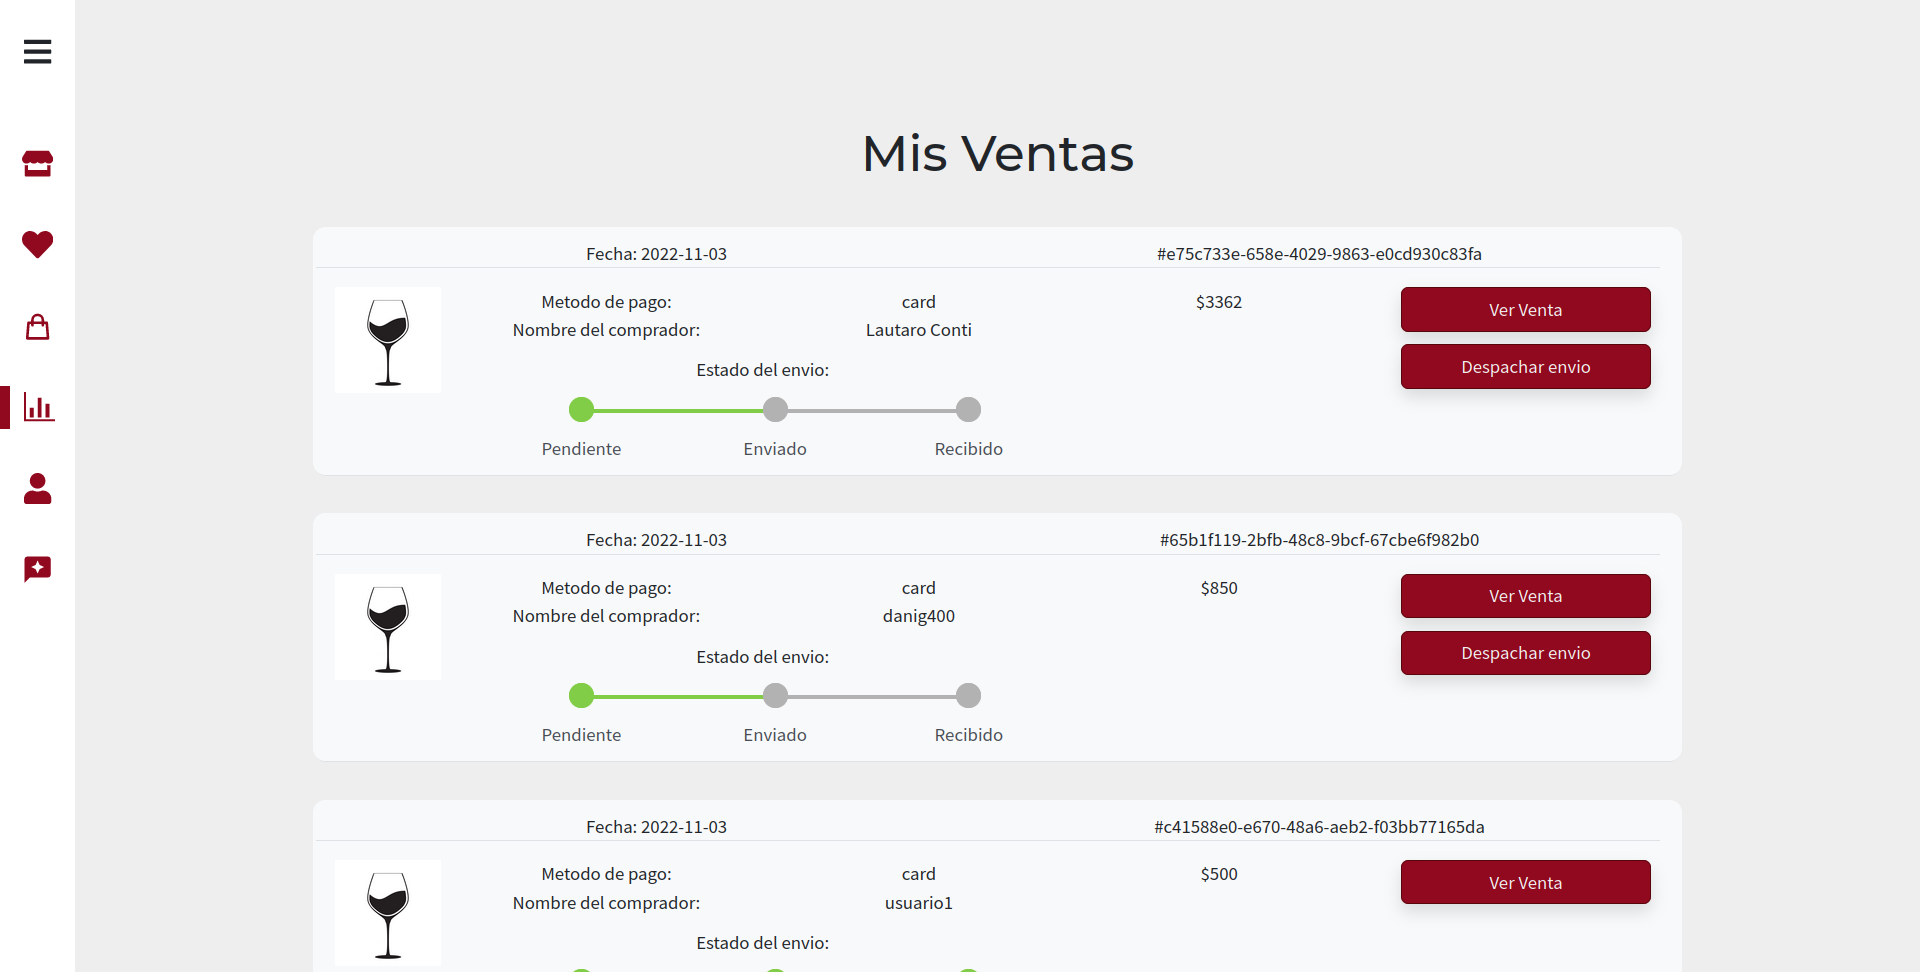 Mis Ventas
Fecha: 2022-11-03 #e75c733e-658e-4029-9863-e0cd930c83fa
Metodo de pago: card $3362 Ver Venta
Nombre del comprador: Lautaro Conti
Despachar envio
Estado del envio:
Pendiente Enviado Recibido
Fecha: 2022-11-03 #65b1f119-2bfb-48c8-9bcf-67cbe6f982b0
Metodo de pago: card $850 Ver Venta
Nombre del comprador: danig400
Despachar envio
Estado del envio:
Pendiente Enviado Recibido
Fecha: 2022-11-03 #c41588e0-e670-48a6-aeb2-f03bb77165da
Metodo de pago: card $500 Ver Venta
Nombre del comprador: usuario1
Estado del envio: